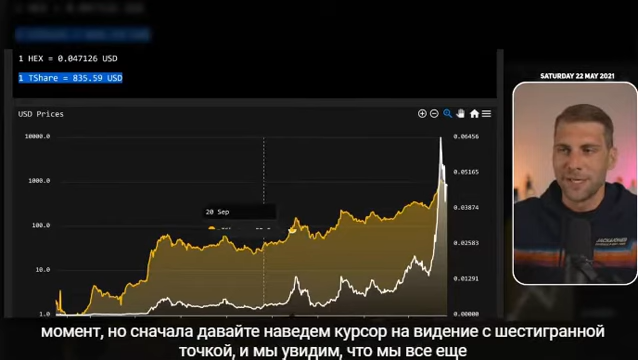 1 HEX = 0.047126 USD
1 TShare = 835.59 USD
SATURDAY 22 MAY 2021
USD Prices
10000.0
1000.0
100.0
10.0
1.0
0.06456
0.05165
0.03874
0.02583
0.01291
0.00000
20 Sep
момент, но сначала давайте наведем курсор на видение с шестигранной
точкой, и мы увидим, что мы все еще